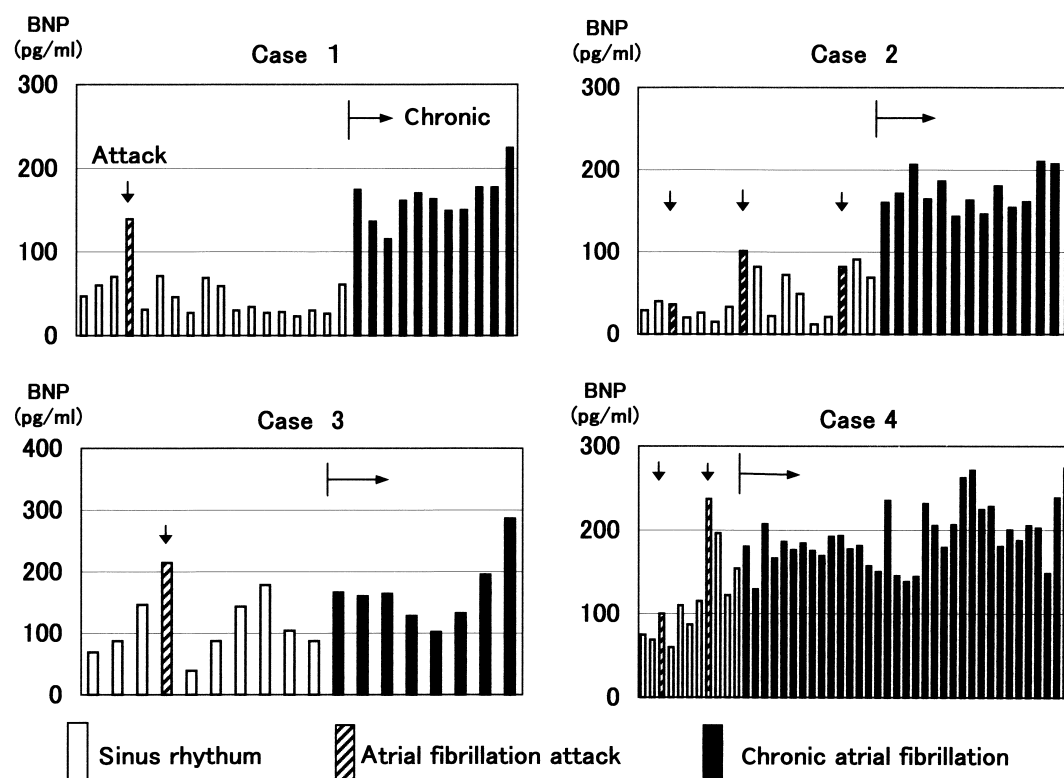 BNP
(pg/ml)
Case 1
300
200
100
0
Attack
Chronic
BNP
(pg/ml)
Case 2
300
200
100
0
BNP
(pg/ml)
Case 3
400
300
200
100
0
BNP
(pg/ml)
Case 4
300
200
100
0
Sinus rhythum
Atrial fibrillation attack
Chronic atrial fibrillation